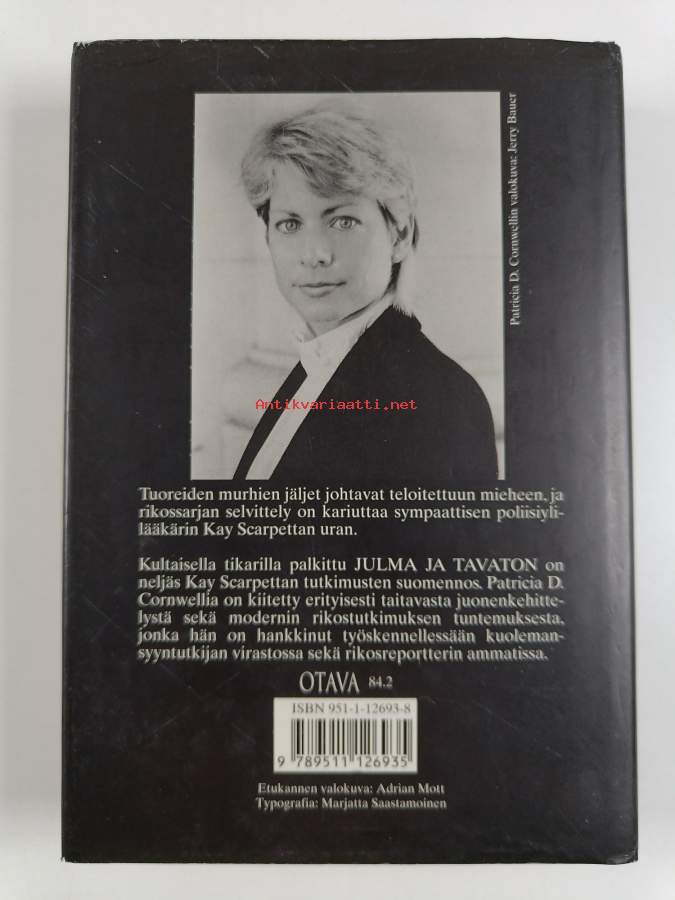 Patricia D. Cornwellin valokuva: Jerry Bauer
Antikvariaatti.net
Tuoreiden murhien jäljet johtavat teloitettuun mieheen, ja
rikossarjan selvittely on kariuttaa sympaattisen poliisiyli-
lääkärin Kay Scarpettan uran.
Kultaisella tikarilla palkittu JULMA JA TAVATON on
neljäs Kay Scarpettan tutkimusten suomennos. Patricia D.
Cornwellia on kiitetty erityisesti taitavasta juonenkehitte-
lystä sekä modernin rikostutkimuksen tuntemuksesta,
jonka hän on hankkinut työskennellessään kuoleman-
syyntutkijan virastossa sekä rikosreportterin ammatissa.
OTAVA 84.2
ISBN 951-1-12693-8
9 789511 126935
Etukannen valokuva: Adrian Mott
Typografia: Marjatta Saastamoinen